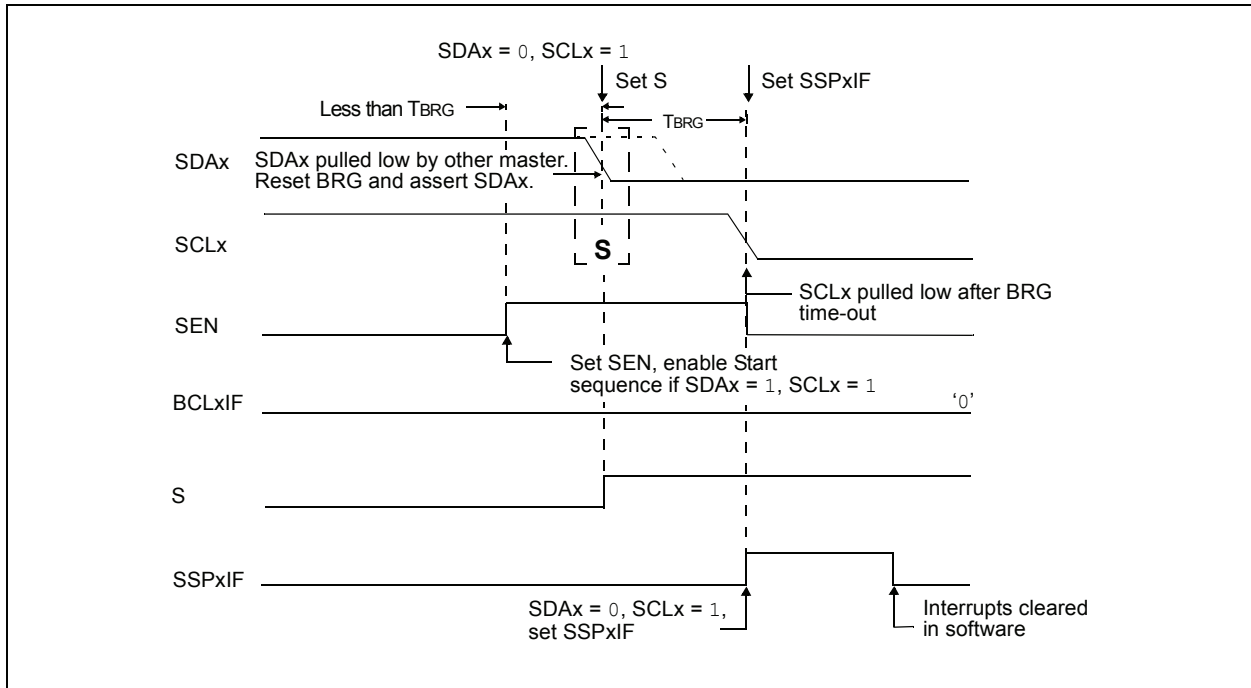 SDAx = 0, SCLx = 1
Set S
Set SSPxIF
Less than TBRG
TBRG
SDAx
SDAx pulled low by other master.
Reset BRG and assert SDAx.
SCLx
S
SCLx pulled low after BRG
time-out
SEN
Set SEN, enable Start
sequence if SDAx = 1, SCLx = 1
BCLxIF
‘0’
S
SSPxIF
SDAx = 0, SCLx = 1,
set SSPxIF
Interrupts cleared
in software